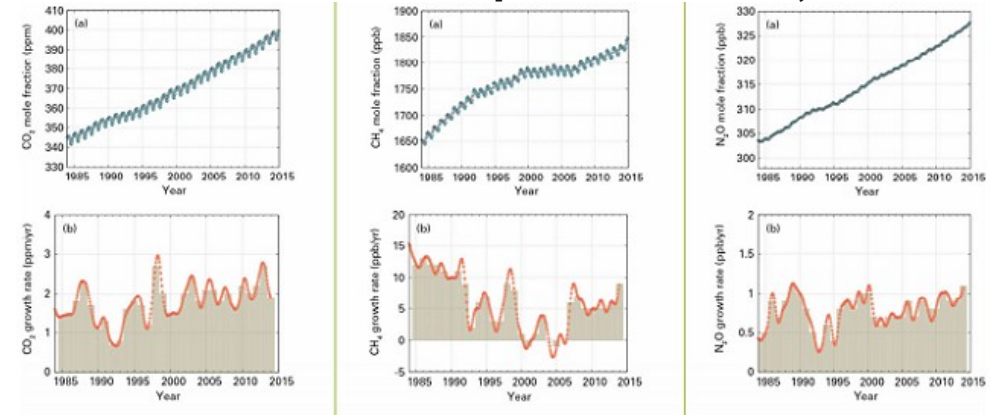 (a)
CO₂ mole fraction (ppm)
410
400
390
380
370
360
350
340
330
1985 1990 1995 2000 2005 2010 2015
Year
(a)
CH₄ mole fraction (ppb)
1900
1850
1800
1750
1700
1650
1600
1985 1990 1995 2000 2005 2010 2015
Year
(a)
N₂O mole fraction (ppb)
330
325
320
315
310
305
300
1985 1990 1995 2000 2005 2010 2015
Year
(b)
CO₂ growth rate (ppm/yr)
4
3
2
1
0
1985 1990 1995 2000 2005 2010 2015
Year
(b)
CH₄ growth rate (ppb/yr)
20
15
10
5
0
-5
1985 1990 1995 2000 2005 2010 2015
Year
(b)
N₂O growth rate (ppb/yr)
2
1.5
1
0.5
0
1985 1990 1995 2000 2005 2010 2015
Year